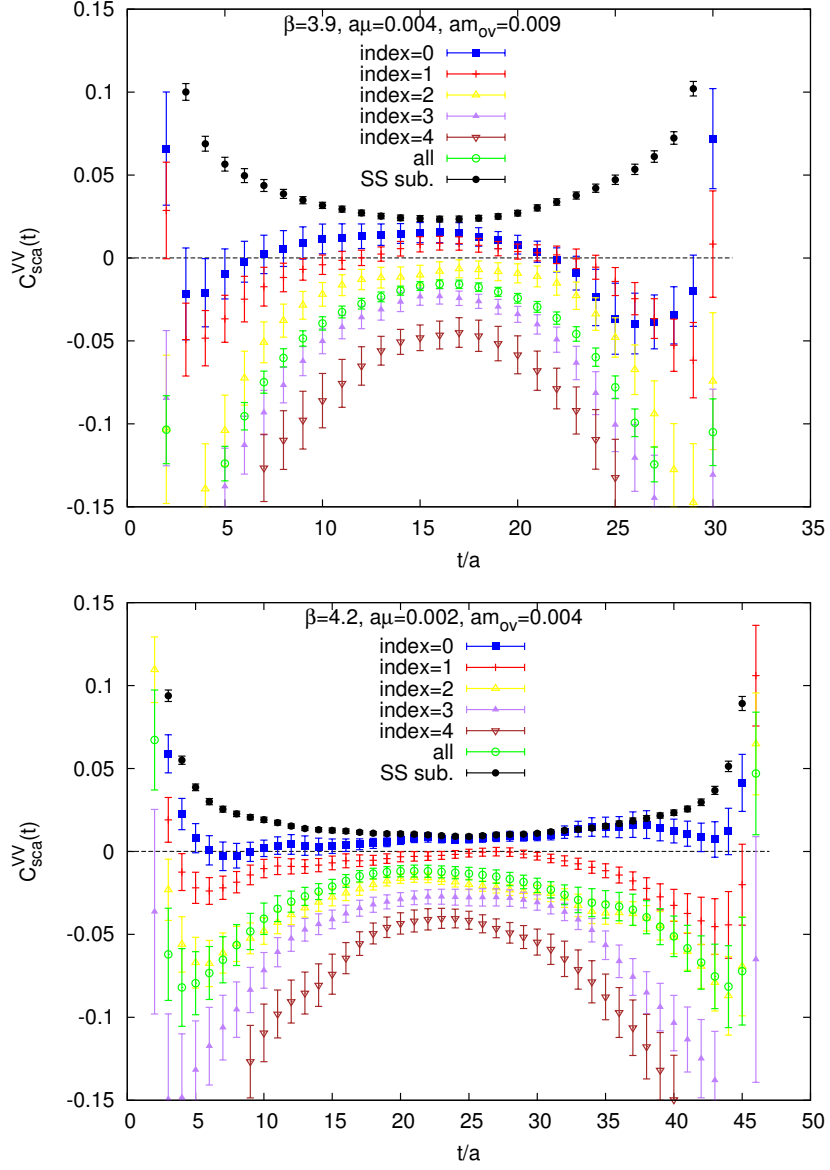 β=3.9, aμ=0.004, am_ov=0.009
index=0
index=1
index=2
index=3
index=4
all
SS sub.
0.15
0.1
0.05
0
-0.05
-0.1
-0.15
C_sca^VV(t)
0 5 10 15 20 25 30 35
t/a
β=4.2, aμ=0.002, am_ov=0.004
index=0
index=1
index=2
index=3
index=4
all
SS sub.
0.15
0.1
0.05
0
-0.05
-0.1
-0.15
C_sca^VV(t)
0 5 10 15 20 25 30 35 40 45 50
t/a